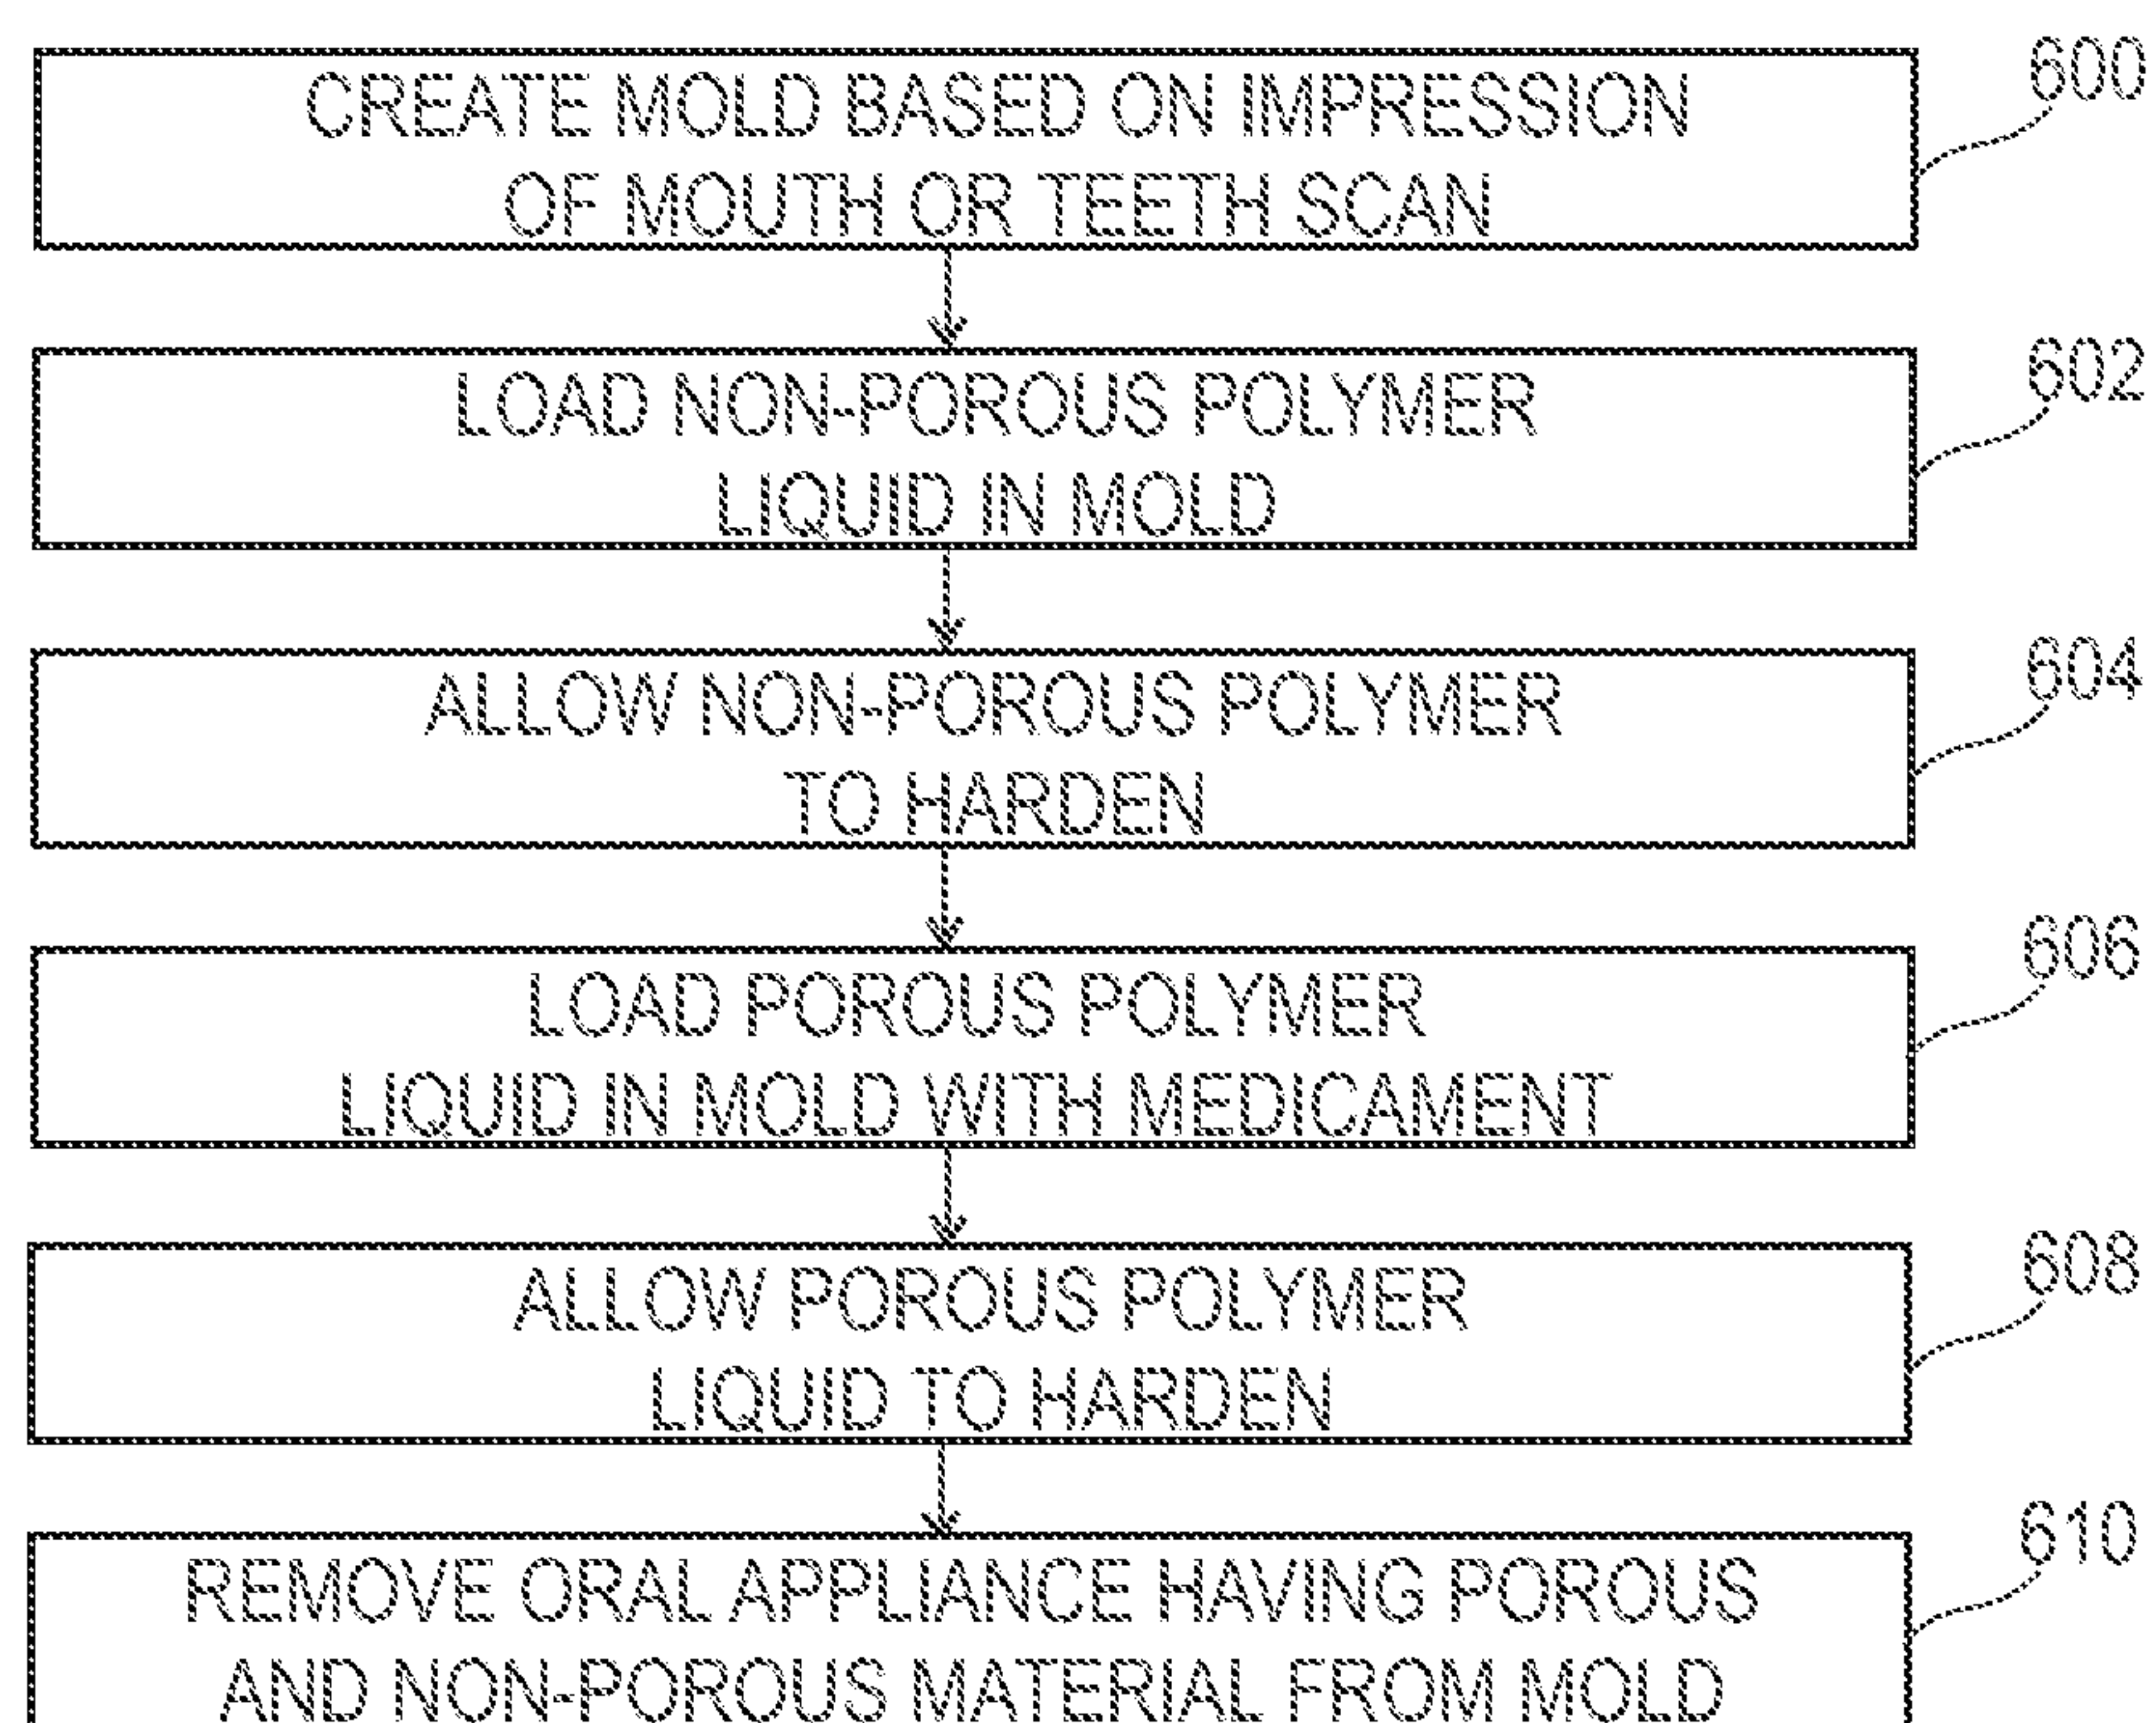 CREATE MOLD BASED ON IMPRESSION
OF MOUTH OR TEETH SCAN
600
LOAD NON-POROUS POLYMER
LIQUID IN MOLD
602
ALLOW NON-POROUS POLYMER
TO HARDEN
604
LOAD POROUS POLYMER
LIQUID IN MOLD WITH MEDICAMENT
606
ALLOW POROUS POLYMER
LIQUID TO HARDEN
608
REMOVE ORAL APPLIANCE HAVING POROUS
AND NON-POROUS MATERIAL FROM MOLD
610